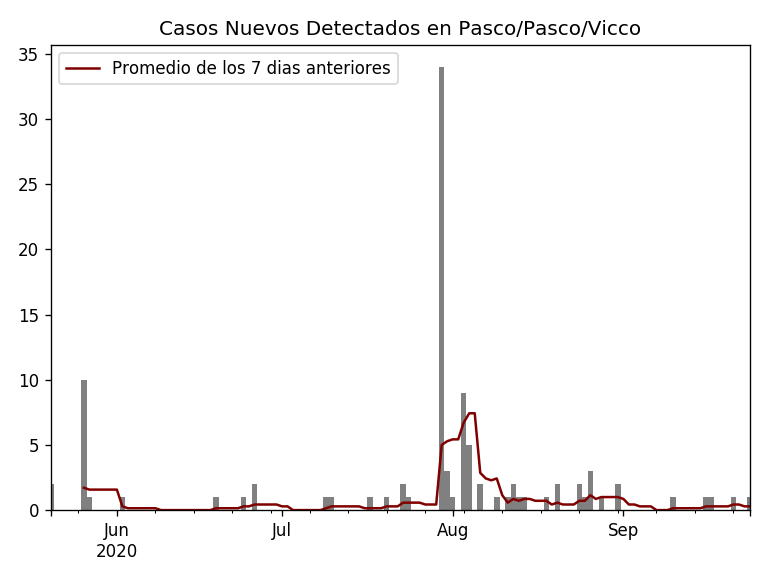 Casos Nuevos Detectados en Pasco/Pasco/Vicco
Promedio de los 7 dias anteriores
35
30
25
20
15
10
5
0
Jun
2020
Jul
Aug
Sep